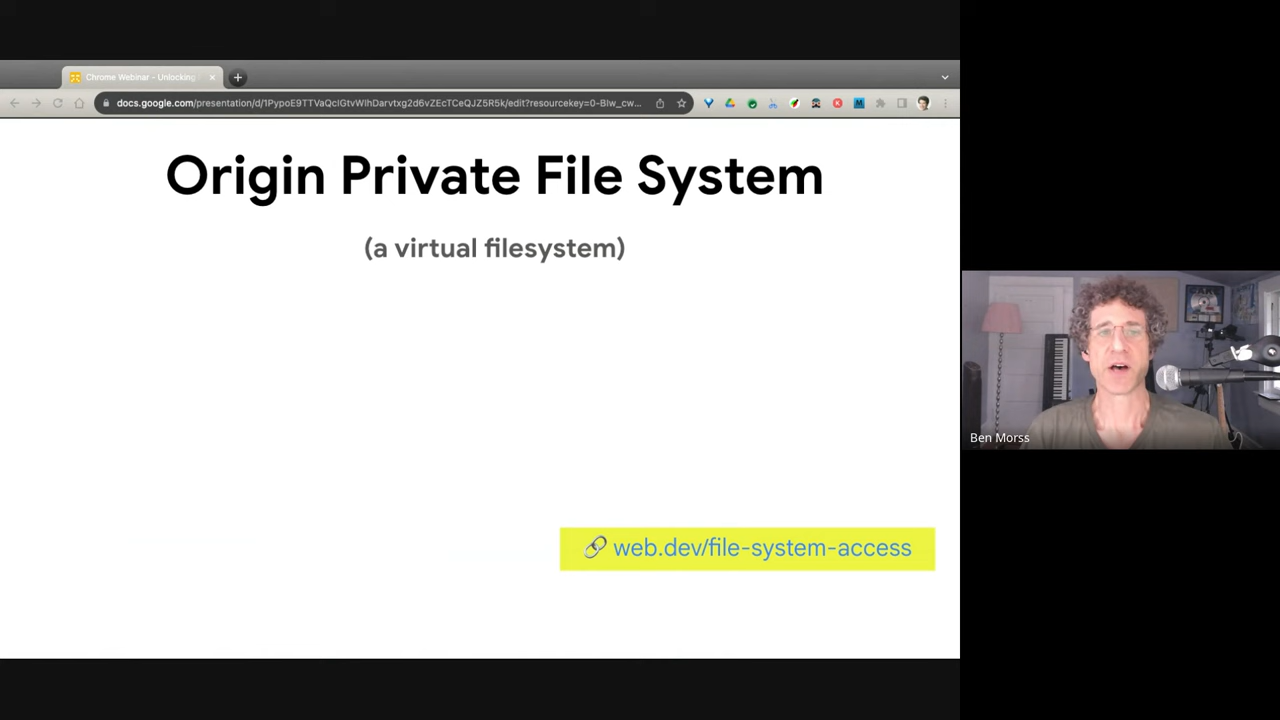 Chrome Webinar - Unlocking
docs.google.com/presentation/d/1PypoE9TTVaQclGtvWlhDarvtxg2d6vZEcTCeQJZ5R5k/edit?resourcekey=0-Blw_cw...
Origin Private File System
(a virtual filesystem)
web.dev/file-system-access
Ben Morss